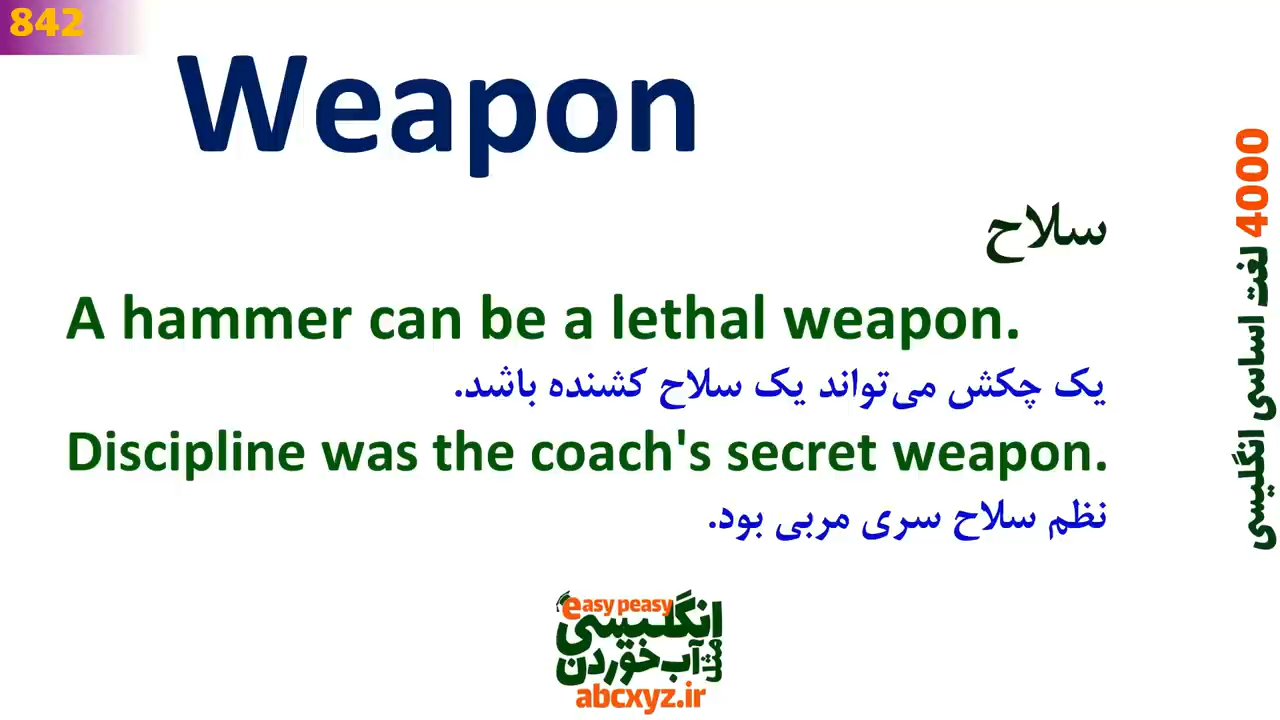 842
Weapon
سلاح
A hammer can be a lethal weapon.
یک چکش می‌تواند یک سلاح کشنده باشد.
Discipline was the coach's secret weapon.
نظم سلاح سری مربی بود.
4000 لغت اساسی انگلیسی
easy peasy
انگلیسی
مثل آب خوردن
abcxyz.ir